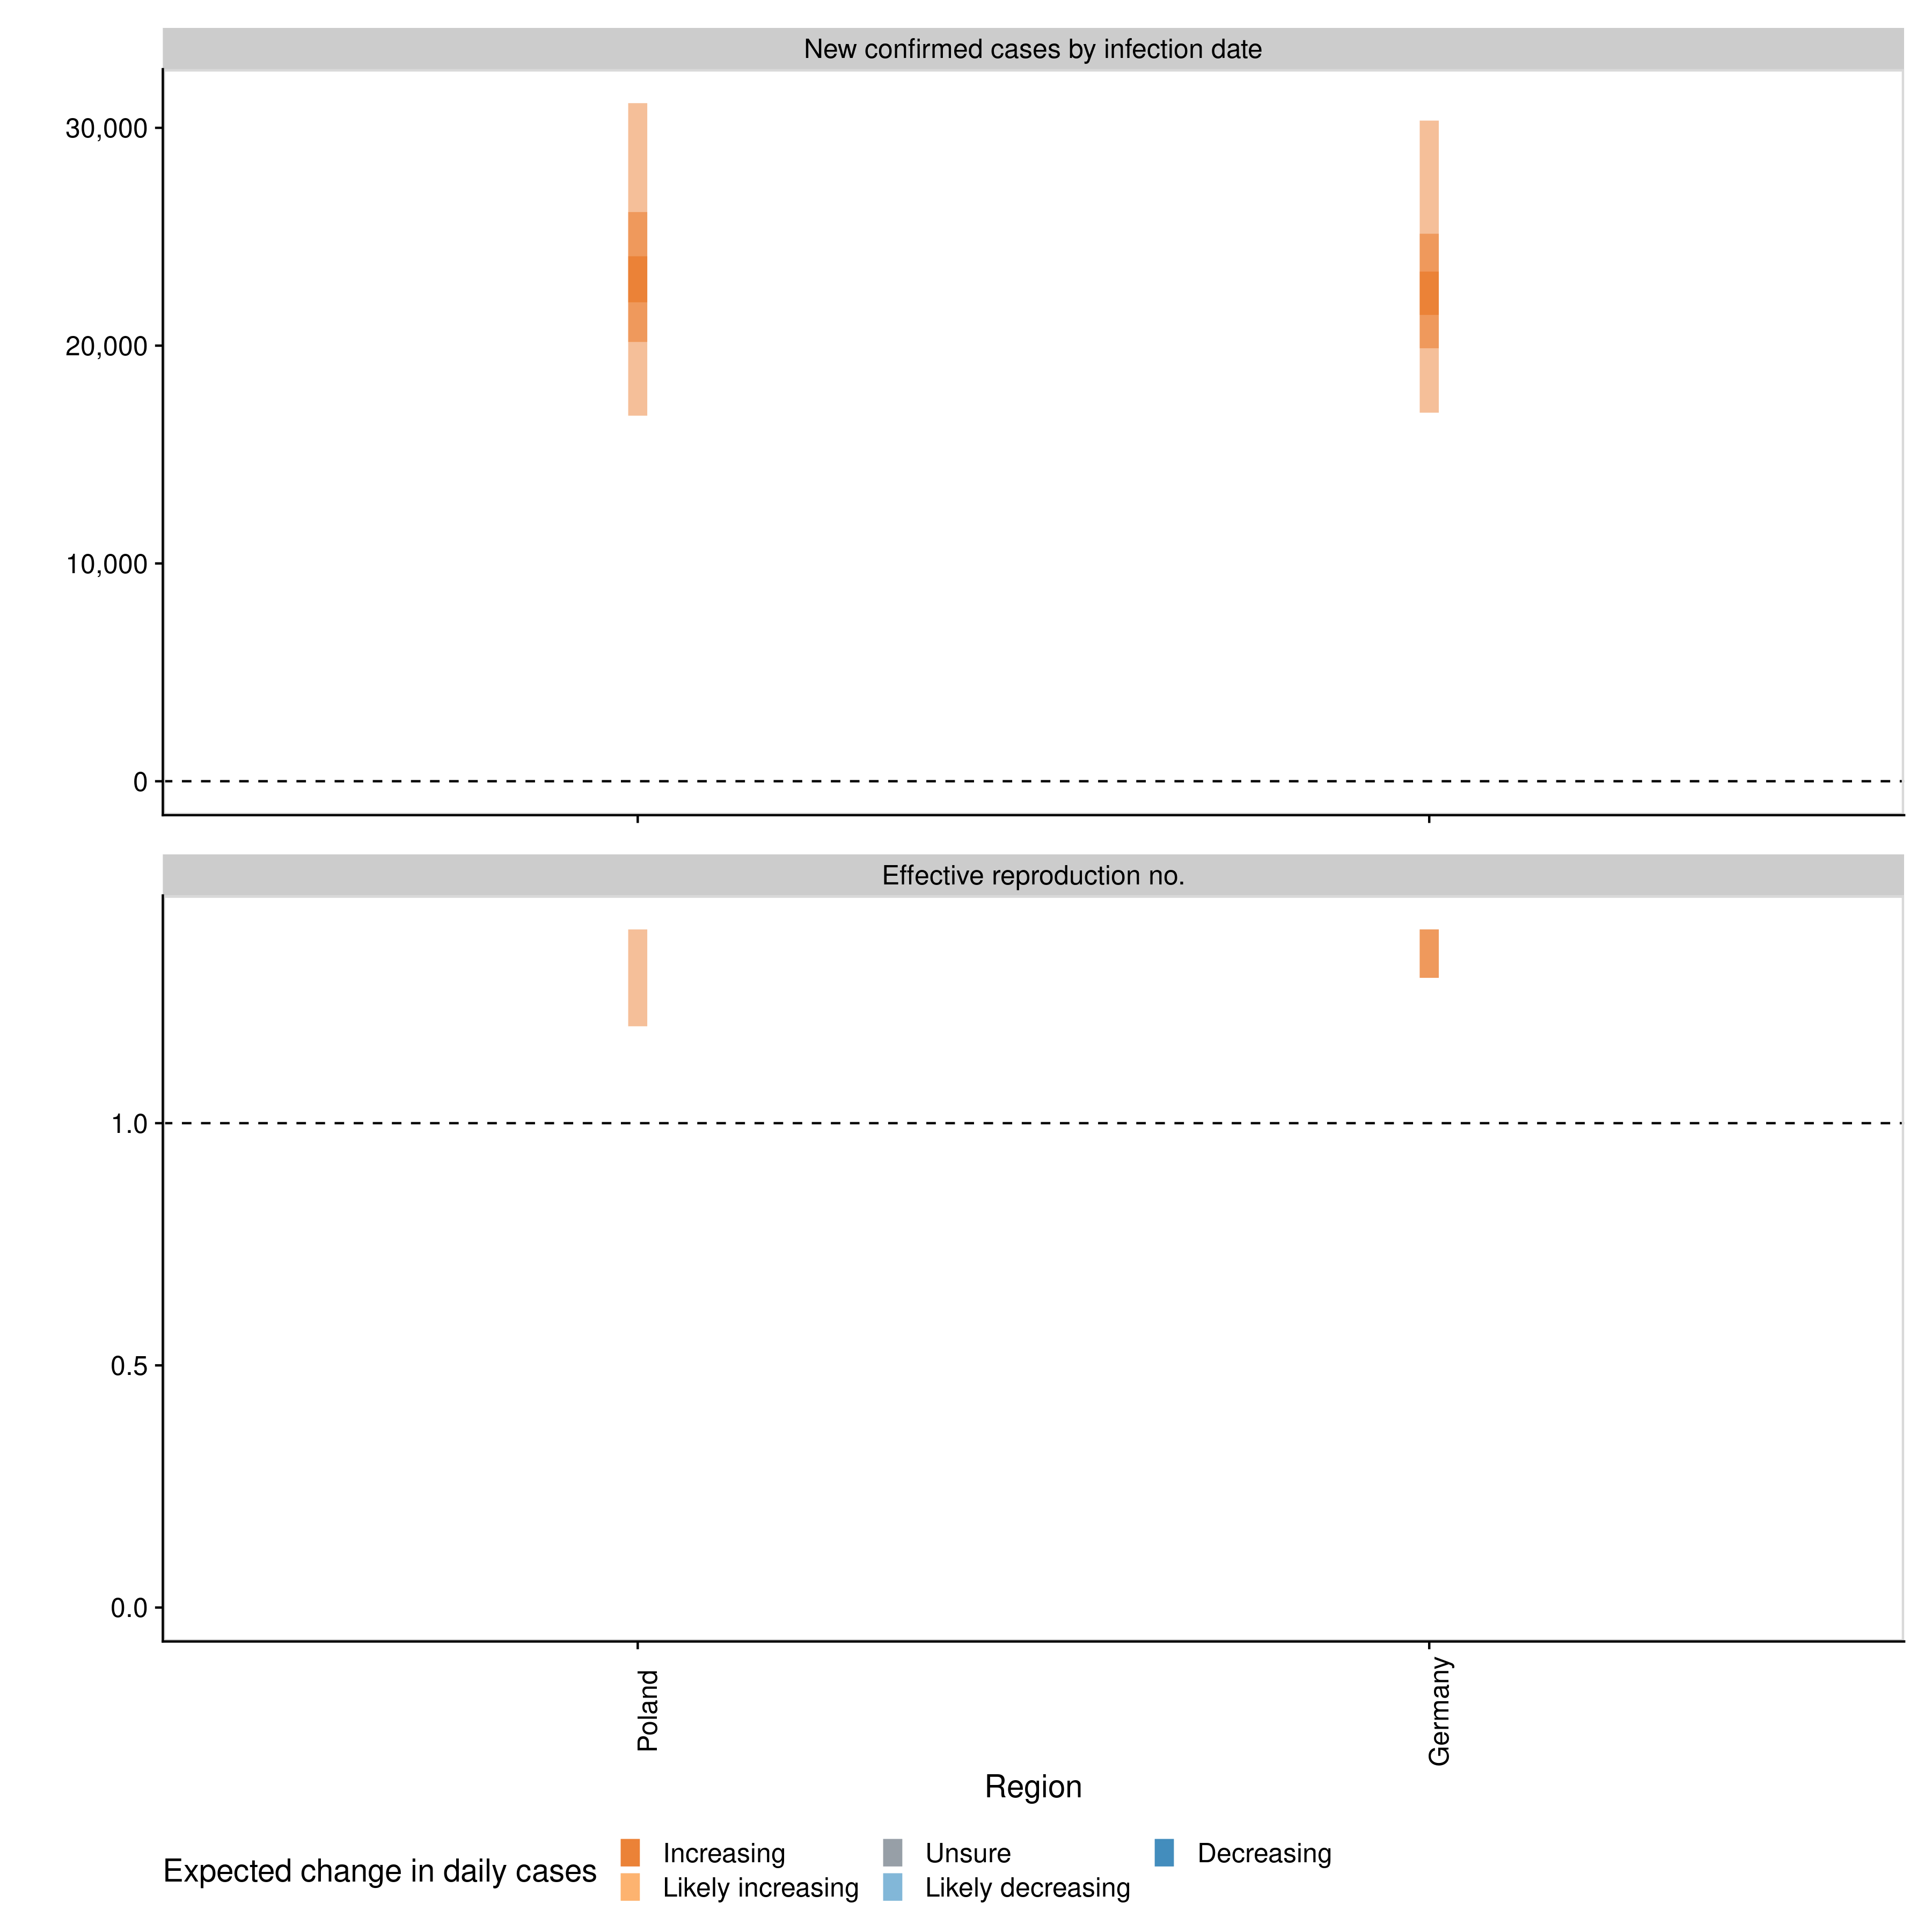 New confirmed cases by infection date
30,000
20,000
10,000
0
Effective reproduction no.
1.0
0.5
0.0
Poland
Germany
Region
Expected change in daily cases
Increasing
Likely increasing
Unsure
Likely decreasing
Decreasing